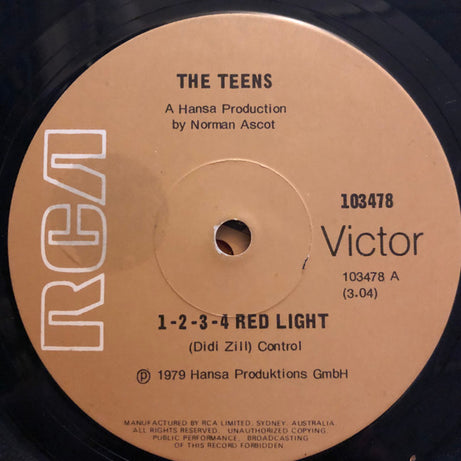 THE TEENS
A Hansa Production
by Norman Ascot
RCA
103478
Victor
103478 A
(3.04)
1-2-3-4 RED LIGHT
(Didi Zill) Control
℗ 1979 Hansa Produktions GmbH
MANUFACTURED BY RCA LIMITED, SYDNEY, AUSTRALIA
ALL RIGHTS RESERVED. UNAUTHORIZED COPYING,
PUBLIC PERFORMANCE, BROADCASTING
OF THIS RECORD FORBIDDEN